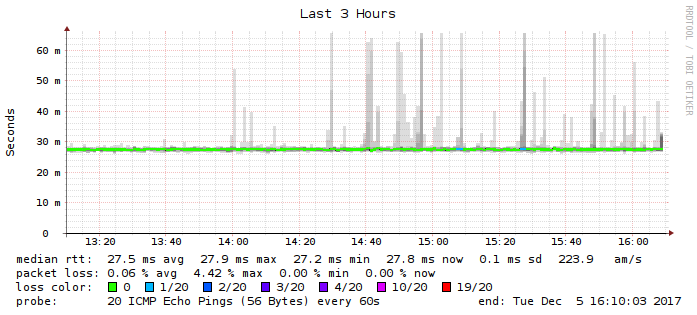 Last 3 Hours
RRDTOOL / TOBI OETIKER
Seconds
60 m
50 m
40 m
30 m
20 m
10 m
0
13:20 13:40 14:00 14:20 14:40 15:00 15:20 15:40 16:00
median rtt: 27.5 ms avg 27.9 ms max 27.2 ms min 27.8 ms now 0.1 ms sd 223.9 am/s
packet loss: 0.06 % avg 4.42 % max 0.00 % min 0.00 % now
loss color: 0 1/20 2/20 3/20 4/20 10/20 19/20
probe: 20 ICMP Echo Pings (56 Bytes) every 60s end: Tue Dec 5 16:10:03 2017